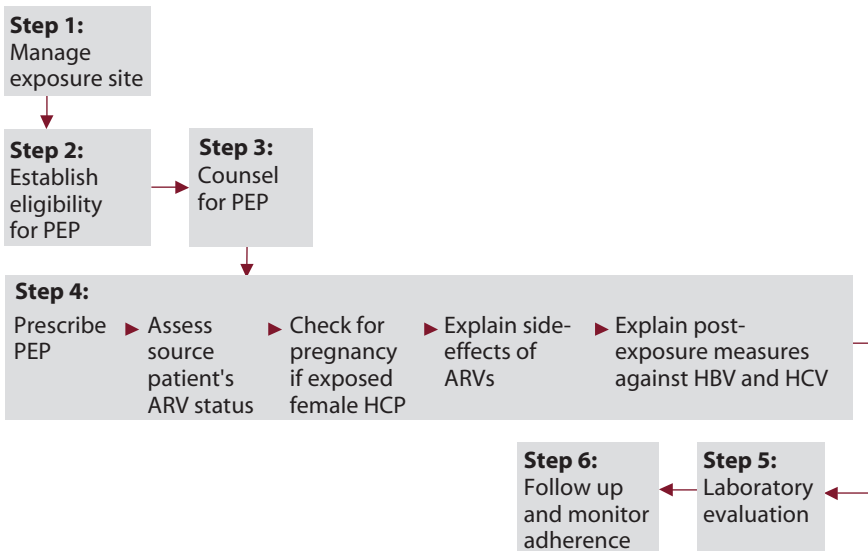 Step 1:
Manage
exposure site
Step 2:
Establish
eligibility
for PEP
Step 3:
Counsel
for PEP
Step 4:
Prescribe
PEP
Assess
source
patient's
ARV status
Check for
pregnancy
if exposed
female HCP
Explain side-
effects of
ARVs
Explain post-
exposure measures
against HBV and HCV
Step 5:
Laboratory
evaluation
Step 6:
Follow up
and monitor
adherence